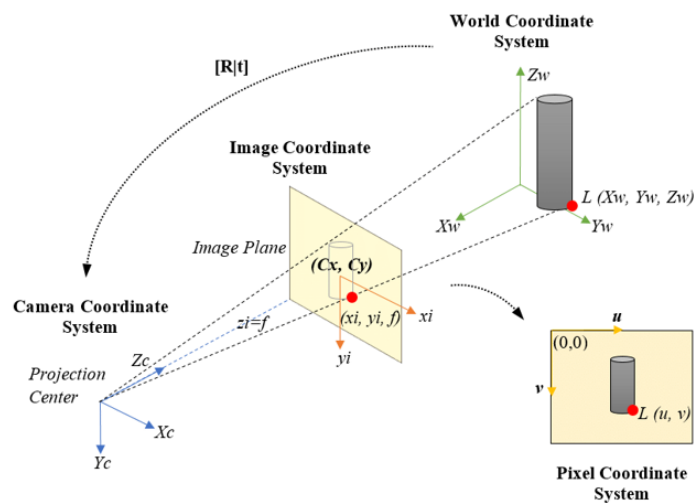 World Coordinate
System
[R|t]
Zw
Image Coordinate
System
L (Xw, Yw, Zw)
Xw
Yw
Image Plane
(Cx, Cy)
Camera Coordinate
System
zi=f
(xi, yi, f)
xi
yi
u
(0,0)
Zc
Projection
Center
v
L (u, v)
Xc
Yc
Pixel Coordinate
System